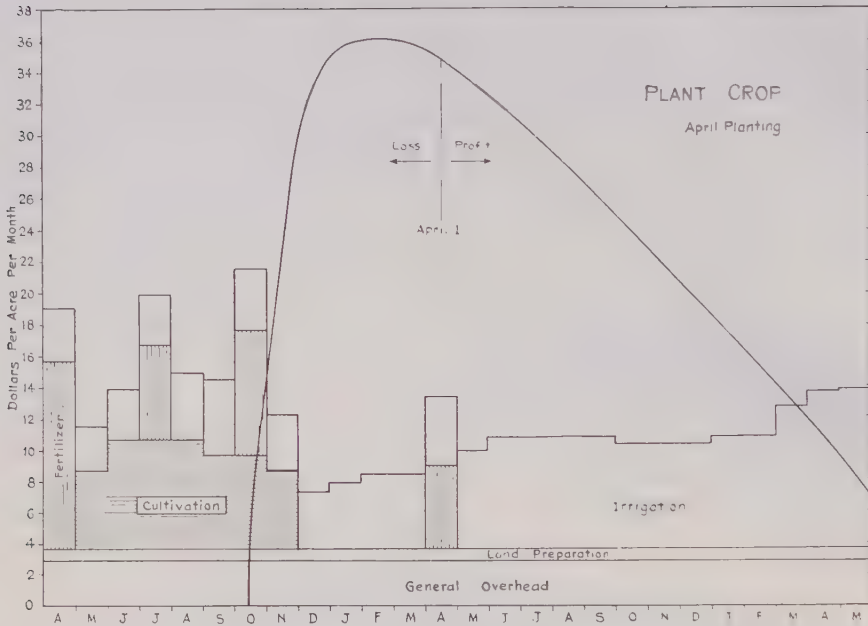 38
36
34
32
30
28
26
24
22
20
18
16
14
12
10
8
6
4
2
0
Dollars Per Acre Per Month
PLANT CROP
April Planting
Loss Profit
April 1
Fertilizer
Cultivation
Irrigation
Land Preparation
General Overhead
A M J J A S O N D J F M A M J J A S O N D J F M A M